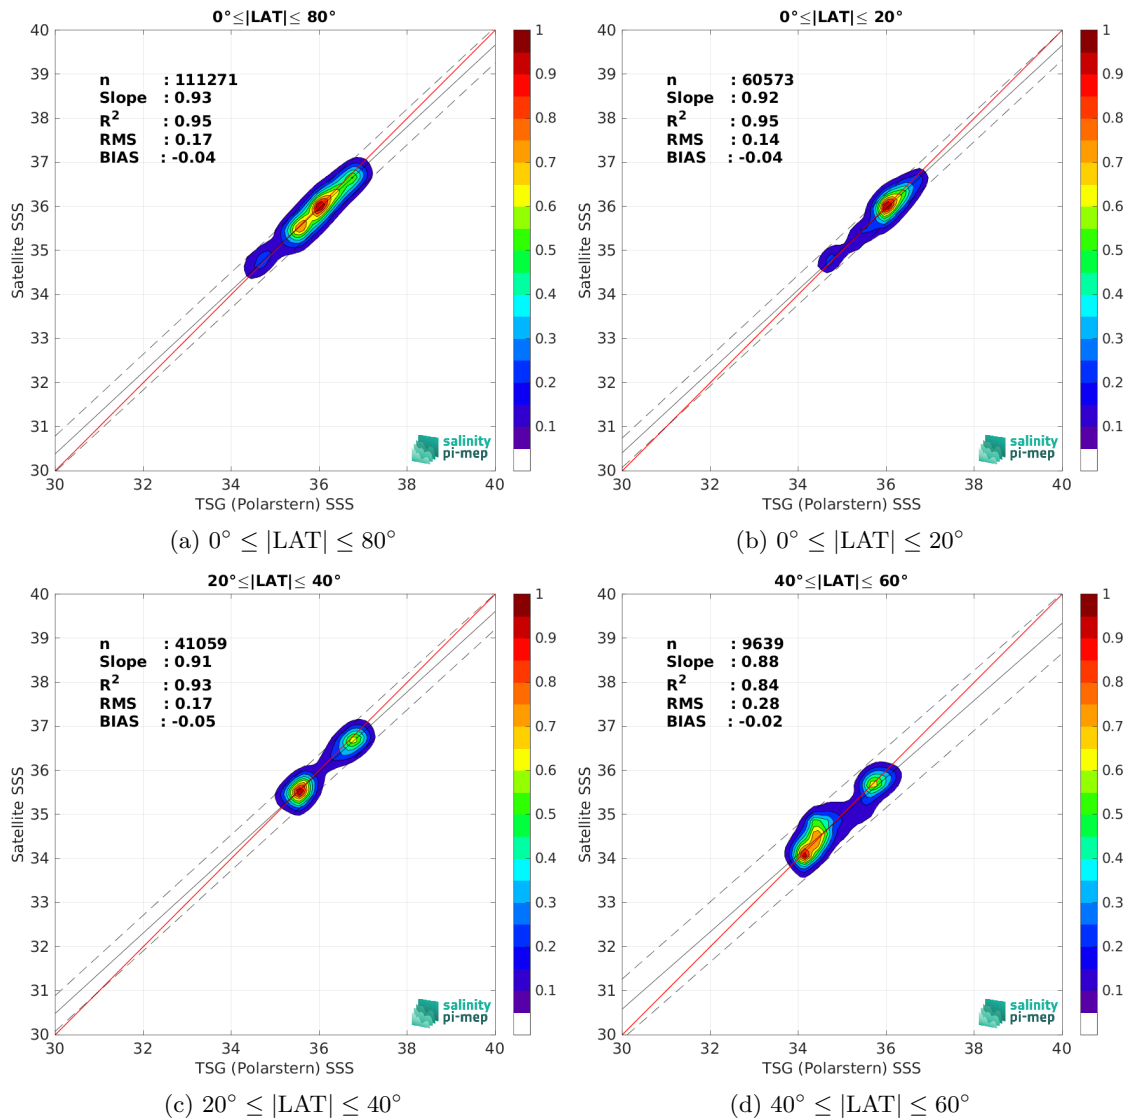 0°≤|LAT|≤ 80°
40
39
38
37
36
35
34
33
32
31
30
Satellite SSS
n : 111271
Slope : 0.93
R² : 0.95
RMS : 0.17
BIAS : -0.04
salinity
pi-mep
30 32 34 36 38 40
TSG (Polarstern) SSS
1
0.9
0.8
0.7
0.6
0.5
0.4
0.3
0.2
0.1
(a) 0° ≤ |LAT| ≤ 80°
0°≤|LAT|≤ 20°
40
39
38
37
36
35
34
33
32
31
30
Satellite SSS
n : 60573
Slope : 0.92
R² : 0.95
RMS : 0.14
BIAS : -0.04
salinity
pi-mep
30 32 34 36 38 40
TSG (Polarstern) SSS
1
0.9
0.8
0.7
0.6
0.5
0.4
0.3
0.2
0.1
(b) 0° ≤ |LAT| ≤ 20°
20°≤|LAT|≤ 40°
40
39
38
37
36
35
34
33
32
31
30
Satellite SSS
n : 41059
Slope : 0.91
R² : 0.93
RMS : 0.17
BIAS : -0.05
salinity
pi-mep
30 32 34 36 38 40
TSG (Polarstern) SSS
1
0.9
0.8
0.7
0.6
0.5
0.4
0.3
0.2
0.1
(c) 20° ≤ |LAT| ≤ 40°
40°≤|LAT|≤ 60°
40
39
38
37
36
35
34
33
32
31
30
Satellite SSS
n : 9639
Slope : 0.88
R² : 0.84
RMS : 0.28
BIAS : -0.02
salinity
pi-mep
30 32 34 36 38 40
TSG (Polarstern) SSS
1
0.9
0.8
0.7
0.6
0.5
0.4
0.3
0.2
0.1
(d) 40° ≤ |LAT| ≤ 60°